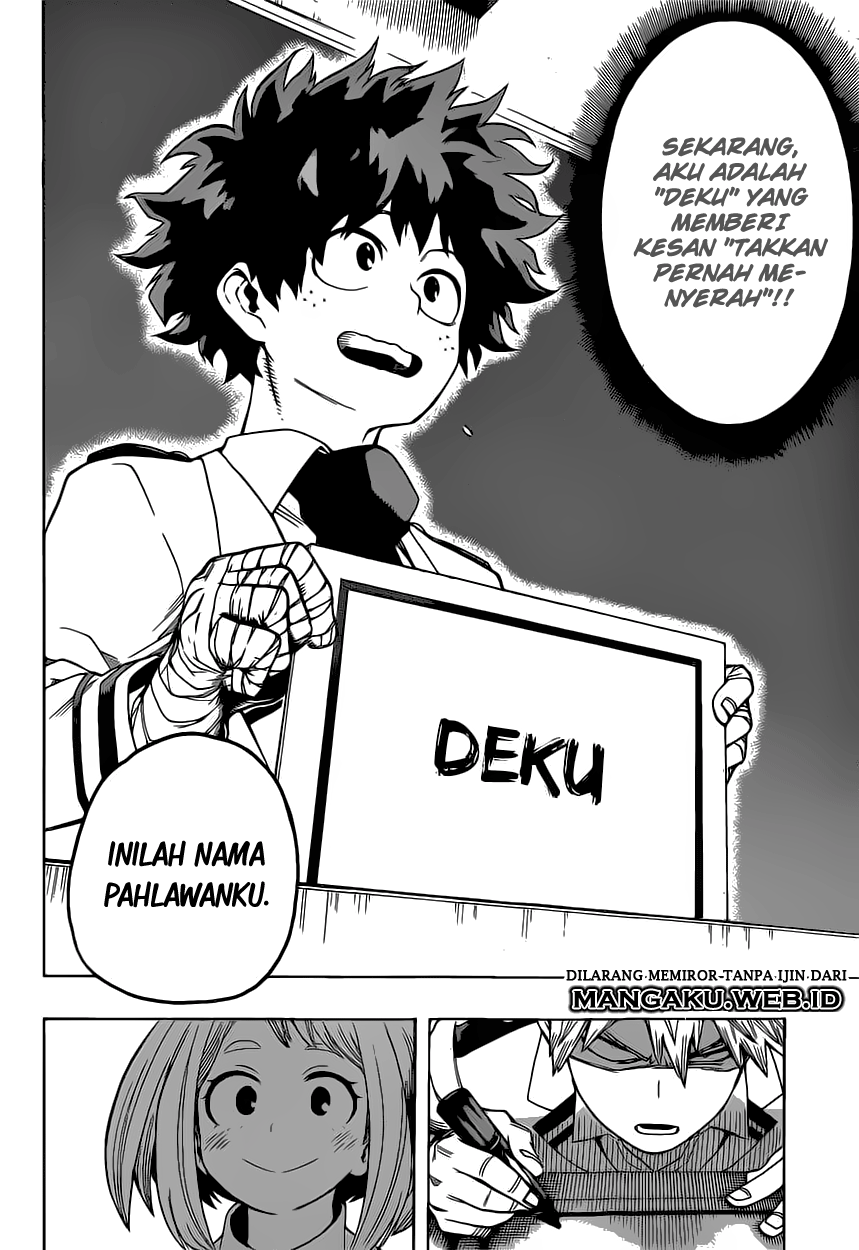 SEKARANG,
AKU ADALAH
"DEKU" YANG
MEMBERI
KESAN "TAKKAN
PERNAH ME-
NYERAH"!!
DEKU
INILAH NAMA
PAHLAWANKU.
DILARANG MEMIROR TANPA IJIN DARI
MANGAKU.WEB.ID